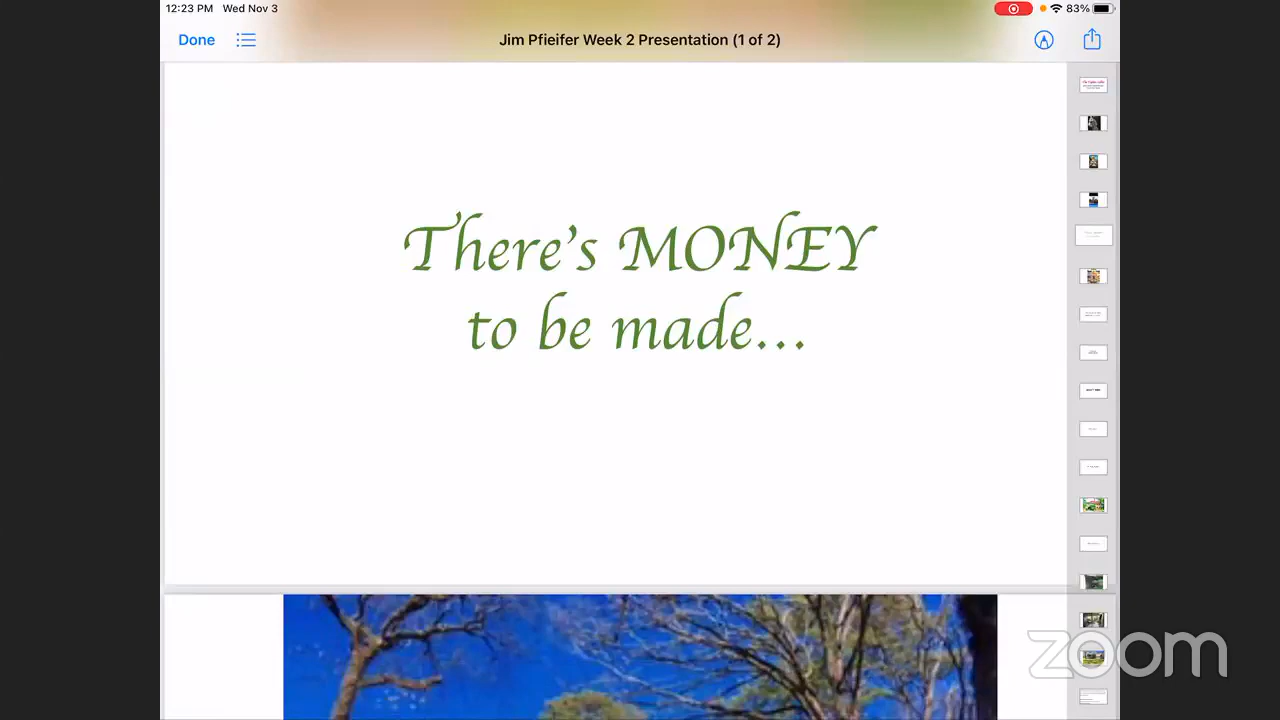 12:23 PM Wed Nov 3
83%
Done
Jim Pfieifer Week 2 Presentation (1 of 2)
There's MONEY
to be made...
zoom